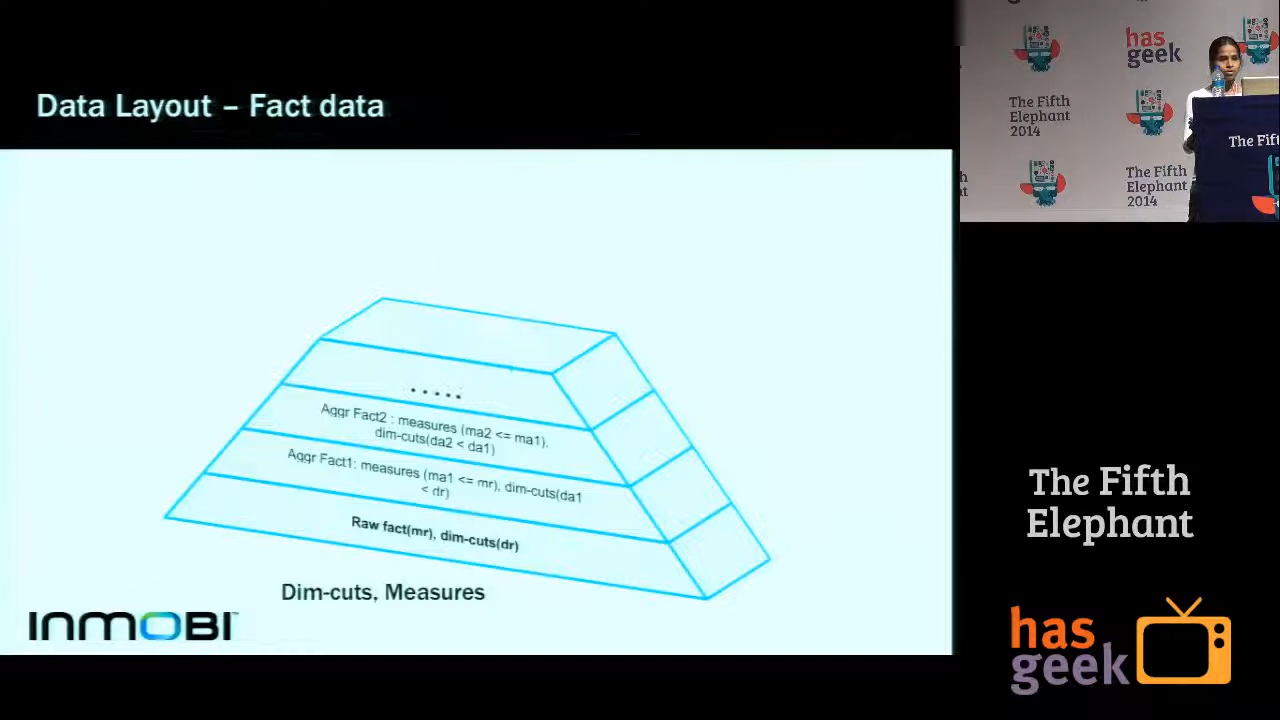 Data Layout – Fact data
. . . . .
Aggr Fact2 : measures (ma2 <= ma1),
dim-cuts(da2 < da1)
Aggr Fact1: measures (ma1 <= mr), dim-cuts(da1
< dr)
Raw fact(mr), dim-cuts(dr)
Dim-cuts, Measures
INMOBI
has
geek
The Fifth
Elephant
2014
The Fifth
Elephant
2014
The Fift
The Fifth
Elephant
has
geek